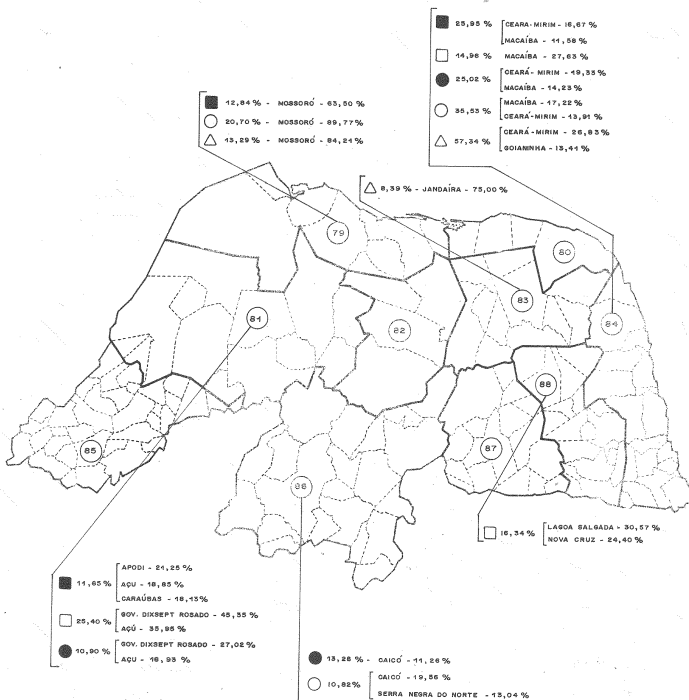 25,95 % CEARÁ-MIRIM - 16,67 %
MACAÍBA - 11,58 %
14,96 % MACAÍBA - 27,63 %
25,02 % CEARÁ-MIRIM - 19,33 %
MACAÍBA - 14,23 %
35,53 % MACAÍBA - 17,22 %
CEARÁ-MIRIM - 13,91 %
57,34 % CEARÁ-MIRIM - 26,83 %
GOIANINHA - 13,41 %
12,84 % - MOSSORÓ - 63,50 %
20,70 % - MOSSORÓ - 89,77 %
13,29 % - MOSSORÓ - 84,21 %
8,39 % - JANDAÍRA - 75,00 %
79
80
81
82
83
84
85
86
87
88
16,34 % LAGOA SALGADA - 30,57 %
NOVA CRUZ - 24,40 %
11,65 % APODI - 21,25 %
AÇU - 18,85 %
CARAÚBAS - 18,13 %
25,40 % GOV. DIXSEPT ROSADO - 45,35 %
AÇÚ - 35,95 %
10,90 % GOV. DIXSEPT ROSADO - 27,02 %
AÇU - 16,93 %
13,26 % - CAICÓ - 11,26 %
10,82 % CAICÓ - 19,56 %
SERRA NEGRA DO NORTE - 13,04 %